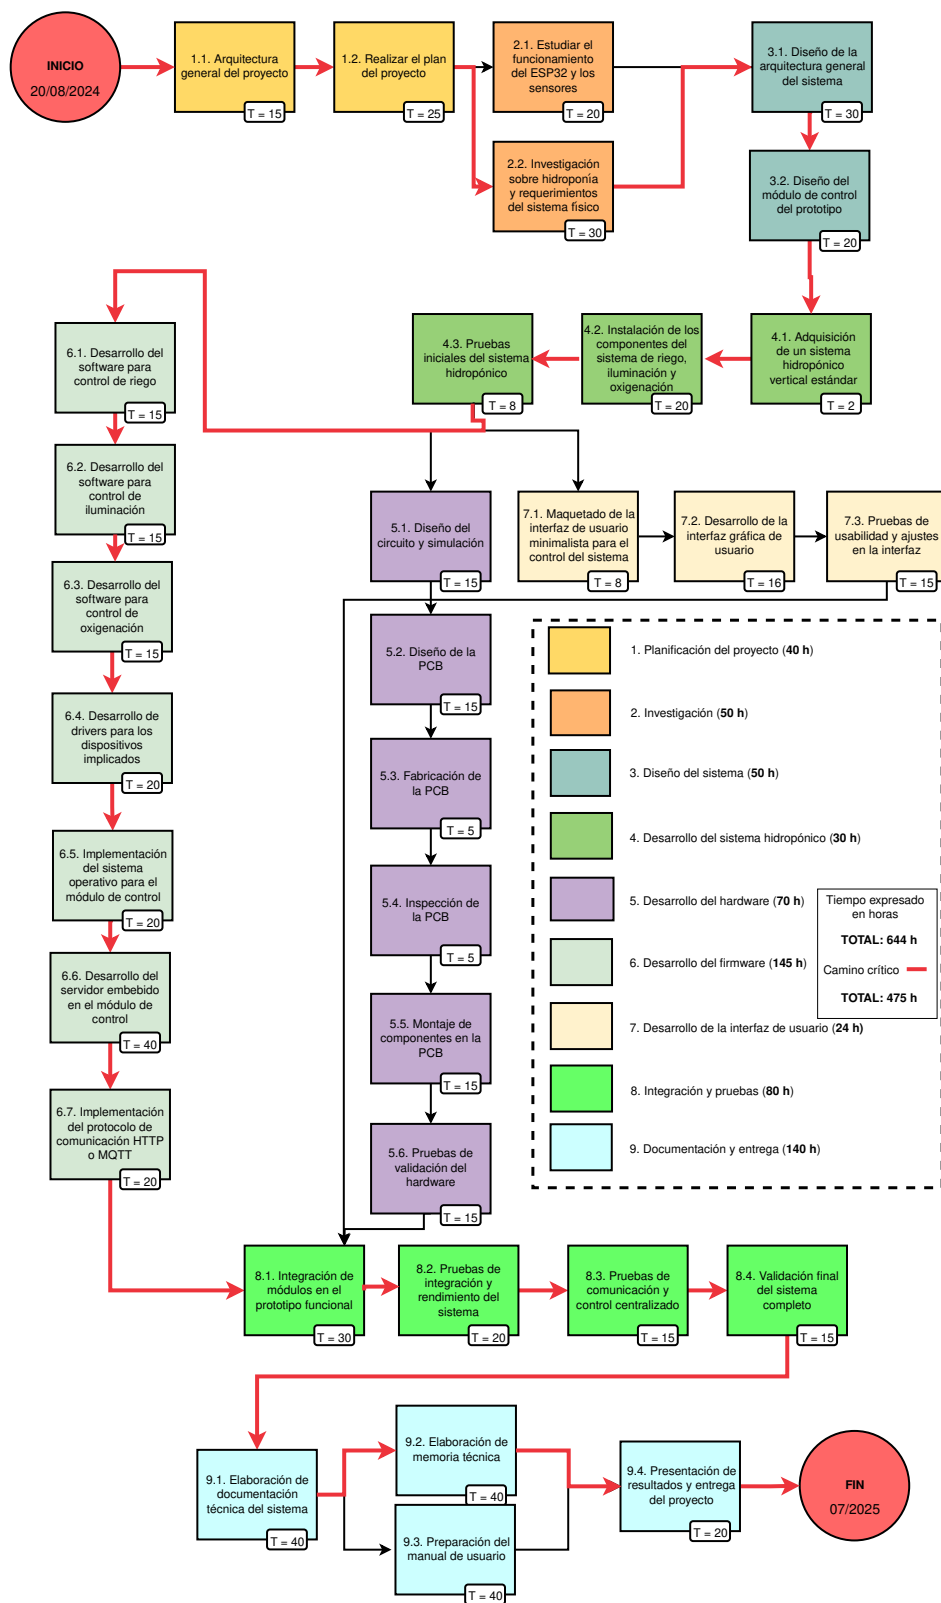 INICIO
20/08/2024
1.1. Arquitectura
general del proyecto
T = 15
1.2. Realizar el plan
del proyecto
T = 25
2.1. Estudiar el
funcionamiento
del ESP32 y los
sensores
T = 20
2.2. Investigación
sobre hidroponía
y requerimientos
del sistema físico
T = 30
3.1. Diseño de la
arquitectura general
del sistema
T = 30
3.2. Diseño del
módulo de control
del prototipo
T = 20
4.1. Adquisición
de un sistema
hidropónico
vertical estándar
T = 2
4.2. Instalación de los
componentes del
sistema de riego,
iluminación y
oxigenación
T = 20
4.3. Pruebas
iniciales del sistema
hidropónico
T = 8
6.1. Desarrollo del
software para
control de riego
T = 15
6.2. Desarrollo del
software para
control de
iluminación
T = 15
6.3. Desarrollo del
software para
control de
oxigenación
T = 15
6.4. Desarrollo de
drivers para los
dispositivos
implicados
T = 20
6.5. Implementación
del sistema
operativo para el
módulo de control
T = 20
6.6. Desarrollo del
servidor embebido
en el módulo de
control
T = 40
6.7. Implementación
del protocolo de
comunicación HTTP
o MQTT
T = 20
5.1. Diseño del
circuito y simulación
T = 15
5.2. Diseño de la
PCB
T = 15
5.3. Fabricación de
la PCB
T = 5
5.4. Inspección de
la PCB
T = 5
5.5. Montaje de
componentes en la
PCB
T = 15
5.6. Pruebas de
validación del
hardware
T = 15
7.1. Maquetado de la
interfaz de usuario
minimalista para el
control del sistema
T = 8
7.2. Desarrollo de la
interfaz gráfica de
usuario
T = 16
7.3. Pruebas de
usabilidad y ajustes
en la interfaz
T = 15
1. Planificación del proyecto (40 h)
2. Investigación (50 h)
3. Diseño del sistema (50 h)
4. Desarrollo del sistema hidropónico (30 h)
5. Desarrollo del hardware (70 h)
6. Desarrollo del firmware (145 h)
7. Desarrollo de la interfaz de usuario (24 h)
8. Integración y pruebas (80 h)
9. Documentación y entrega (140 h)
Tiempo expresado
en horas
TOTAL: 644 h
Camino crítico
TOTAL: 475 h
8.1. Integración de
módulos en el
prototipo funcional
T = 30
8.2. Pruebas de
integración y
rendimiento del
sistema
T = 20
8.3. Pruebas de
comunicación y
control centralizado
T = 15
8.4. Validación final
del sistema
completo
T = 15
9.1. Elaboración de
documentación
técnica del sistema
T = 40
9.2. Elaboración de
memoria técnica
T = 40
9.3. Preparación del
manual de usuario
T = 40
9.4. Presentación de
resultados y entrega
del proyecto
T = 20
FIN
07/2025